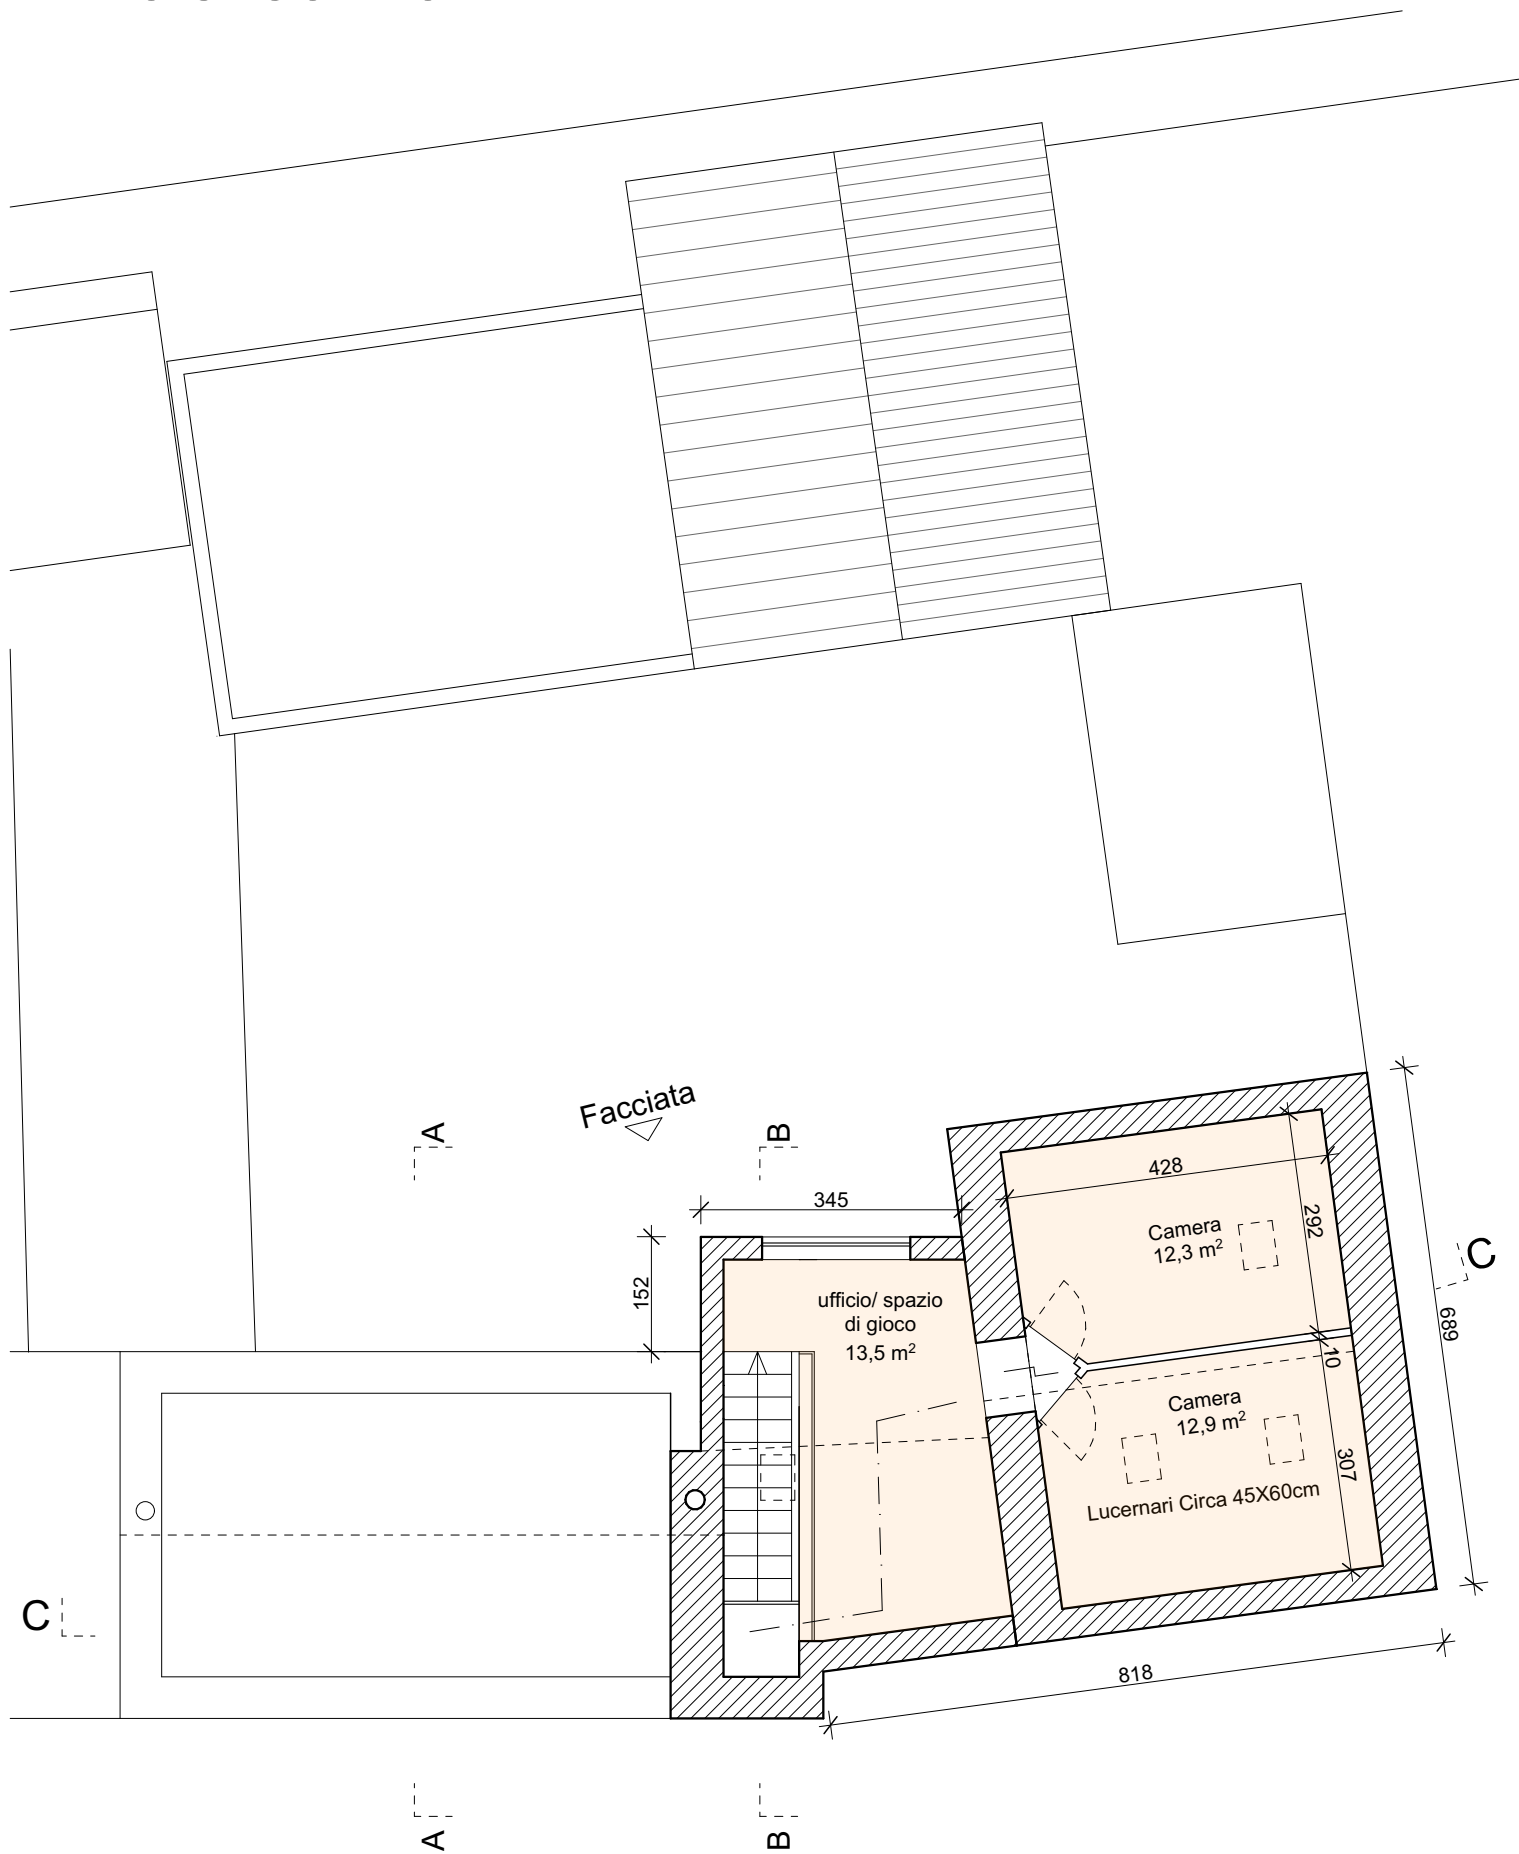 Facciata
A
B
345
152
428
292
Camera
12,3 m²
C
689
ufficio/ spazio
di gioco
13,5 m²
10
Camera
12,9 m²
307
Lucernari Circa 45X60cm
C
818
A
B